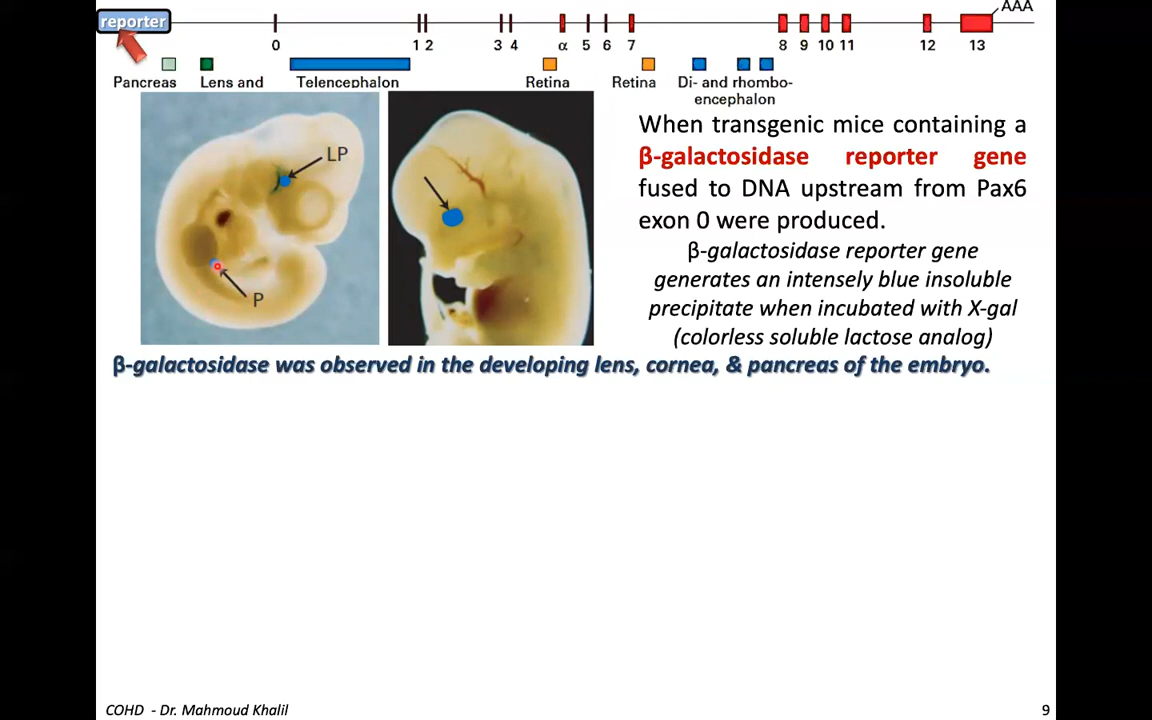 reporter
AAA
0 1 2 3 4 α 5 6 7 8 9 10 11 12 13
Pancreas Lens and Telencephalon Retina Retina Di- and rhombo-
encephalon
LP
P
When transgenic mice containing a
β-galactosidase reporter gene
fused to DNA upstream from Pax6
exon 0 were produced.
β-galactosidase reporter gene
generates an intensely blue insoluble
precipitate when incubated with X-gal
(colorless soluble lactose analog)
β-galactosidase was observed in the developing lens, cornea, & pancreas of the embryo.
COHD - Dr. Mahmoud Khalil
9